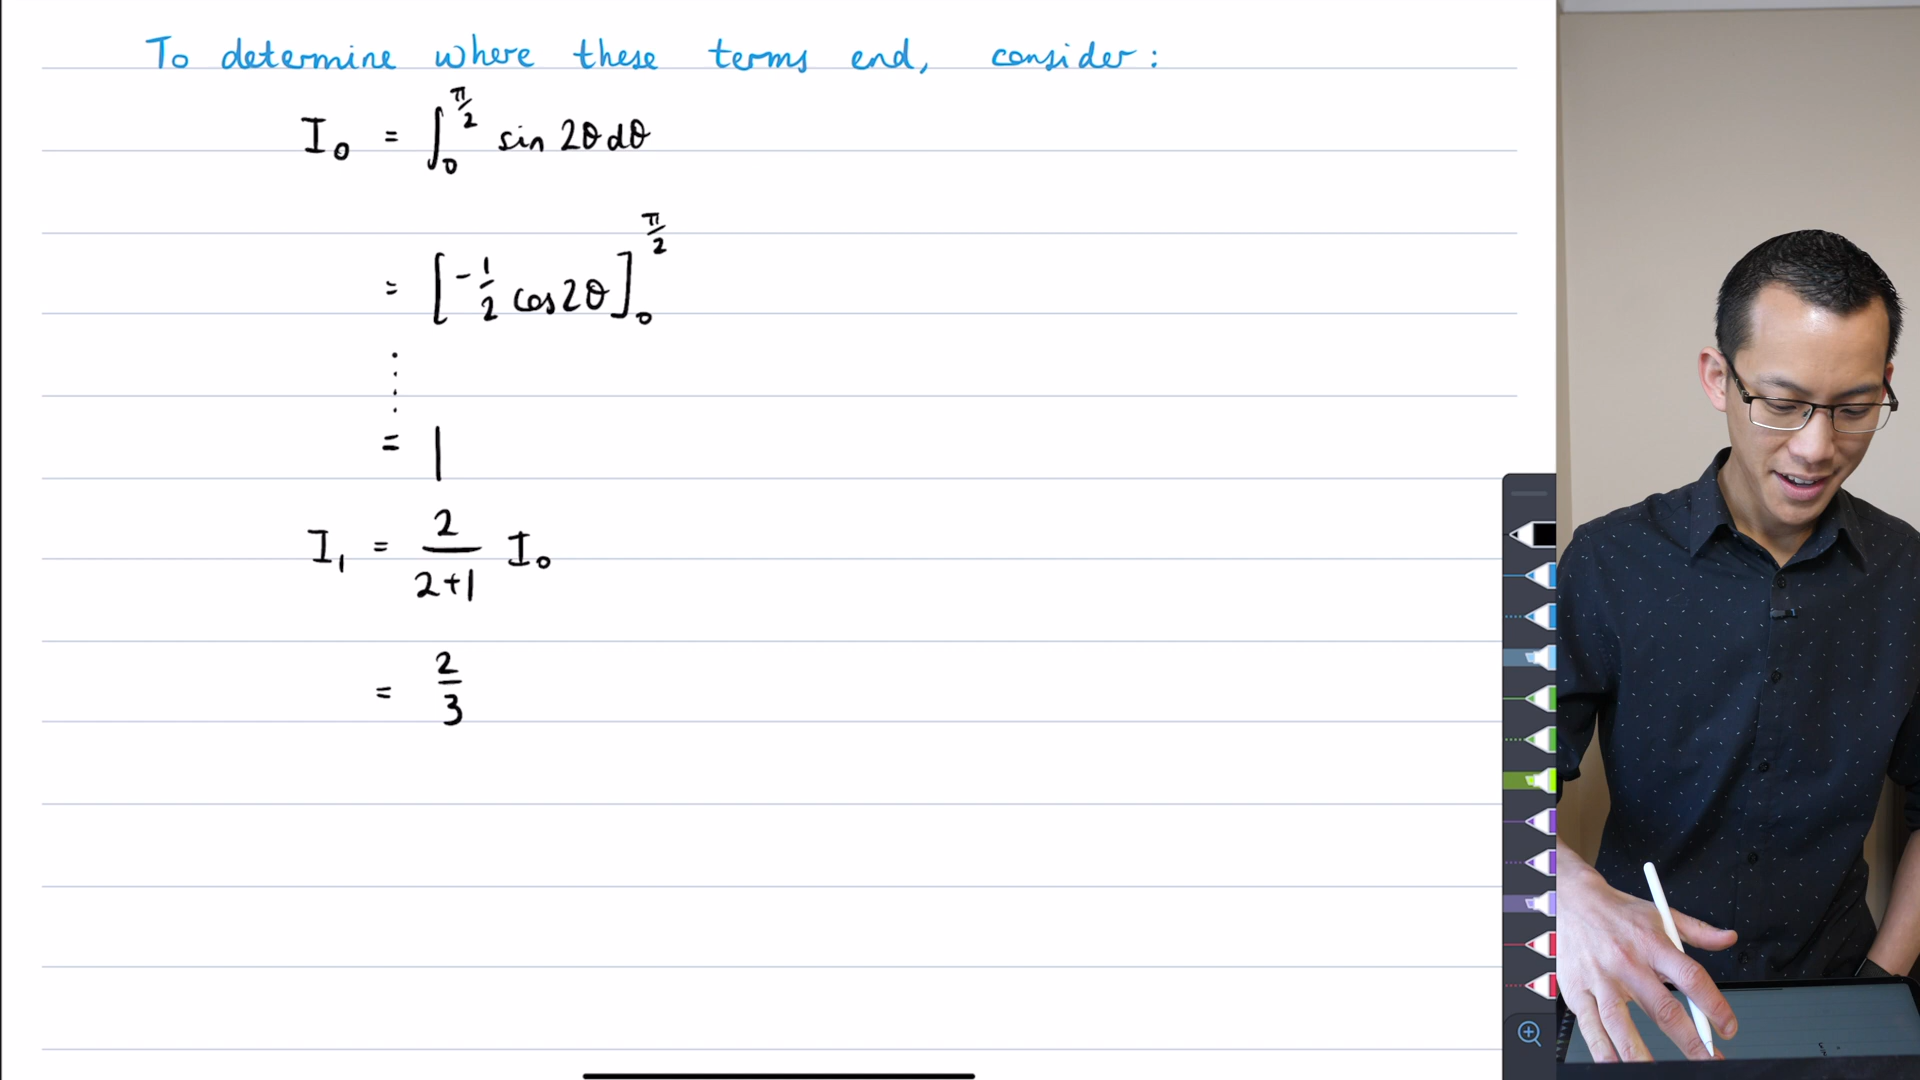 To determine where these terms end, consider:
I₀ = ∫₀^(π/2) sin 2θ dθ
= [-1/2 cos 2θ]₀^(π/2)
⋮
= 1
I₁ = 2/(2+1) I₀
= 2/3